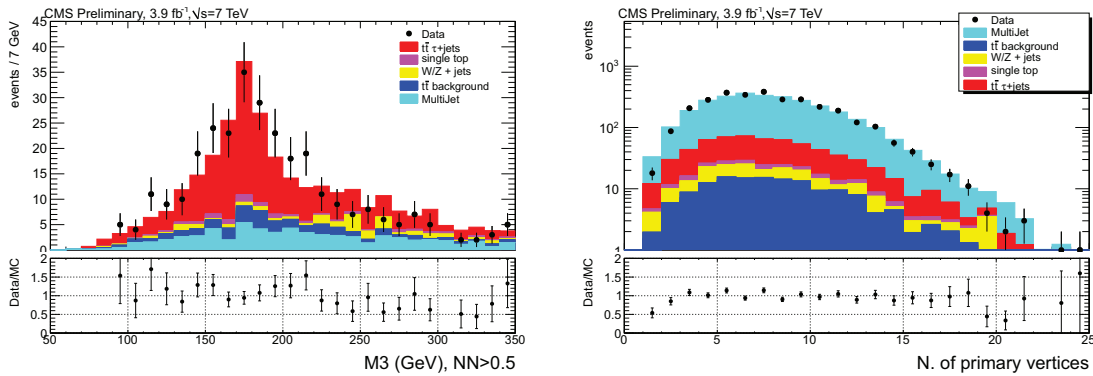 CMS Preliminary, 3.9 fb⁻¹,√s=7 TeV
events / 7 GeV
45
40
35
30
25
20
15
10
5
0
Data
tt̄ τ+jets
single top
W/Z + jets
tt̄ background
MultiJet
Data/MC
2
1.5
1
0.5
0
50 100 150 200 250 300 350
M3 (GeV), NN>0.5
CMS Preliminary, 3.9 fb⁻¹,√s=7 TeV
events
10³
10²
10
1
Data
MultiJet
tt̄ background
W/Z + jets
single top
tt̄ τ+jets
Data/MC
2
1.5
1
0.5
0
0 5 10 15 20 25
N. of primary vertices